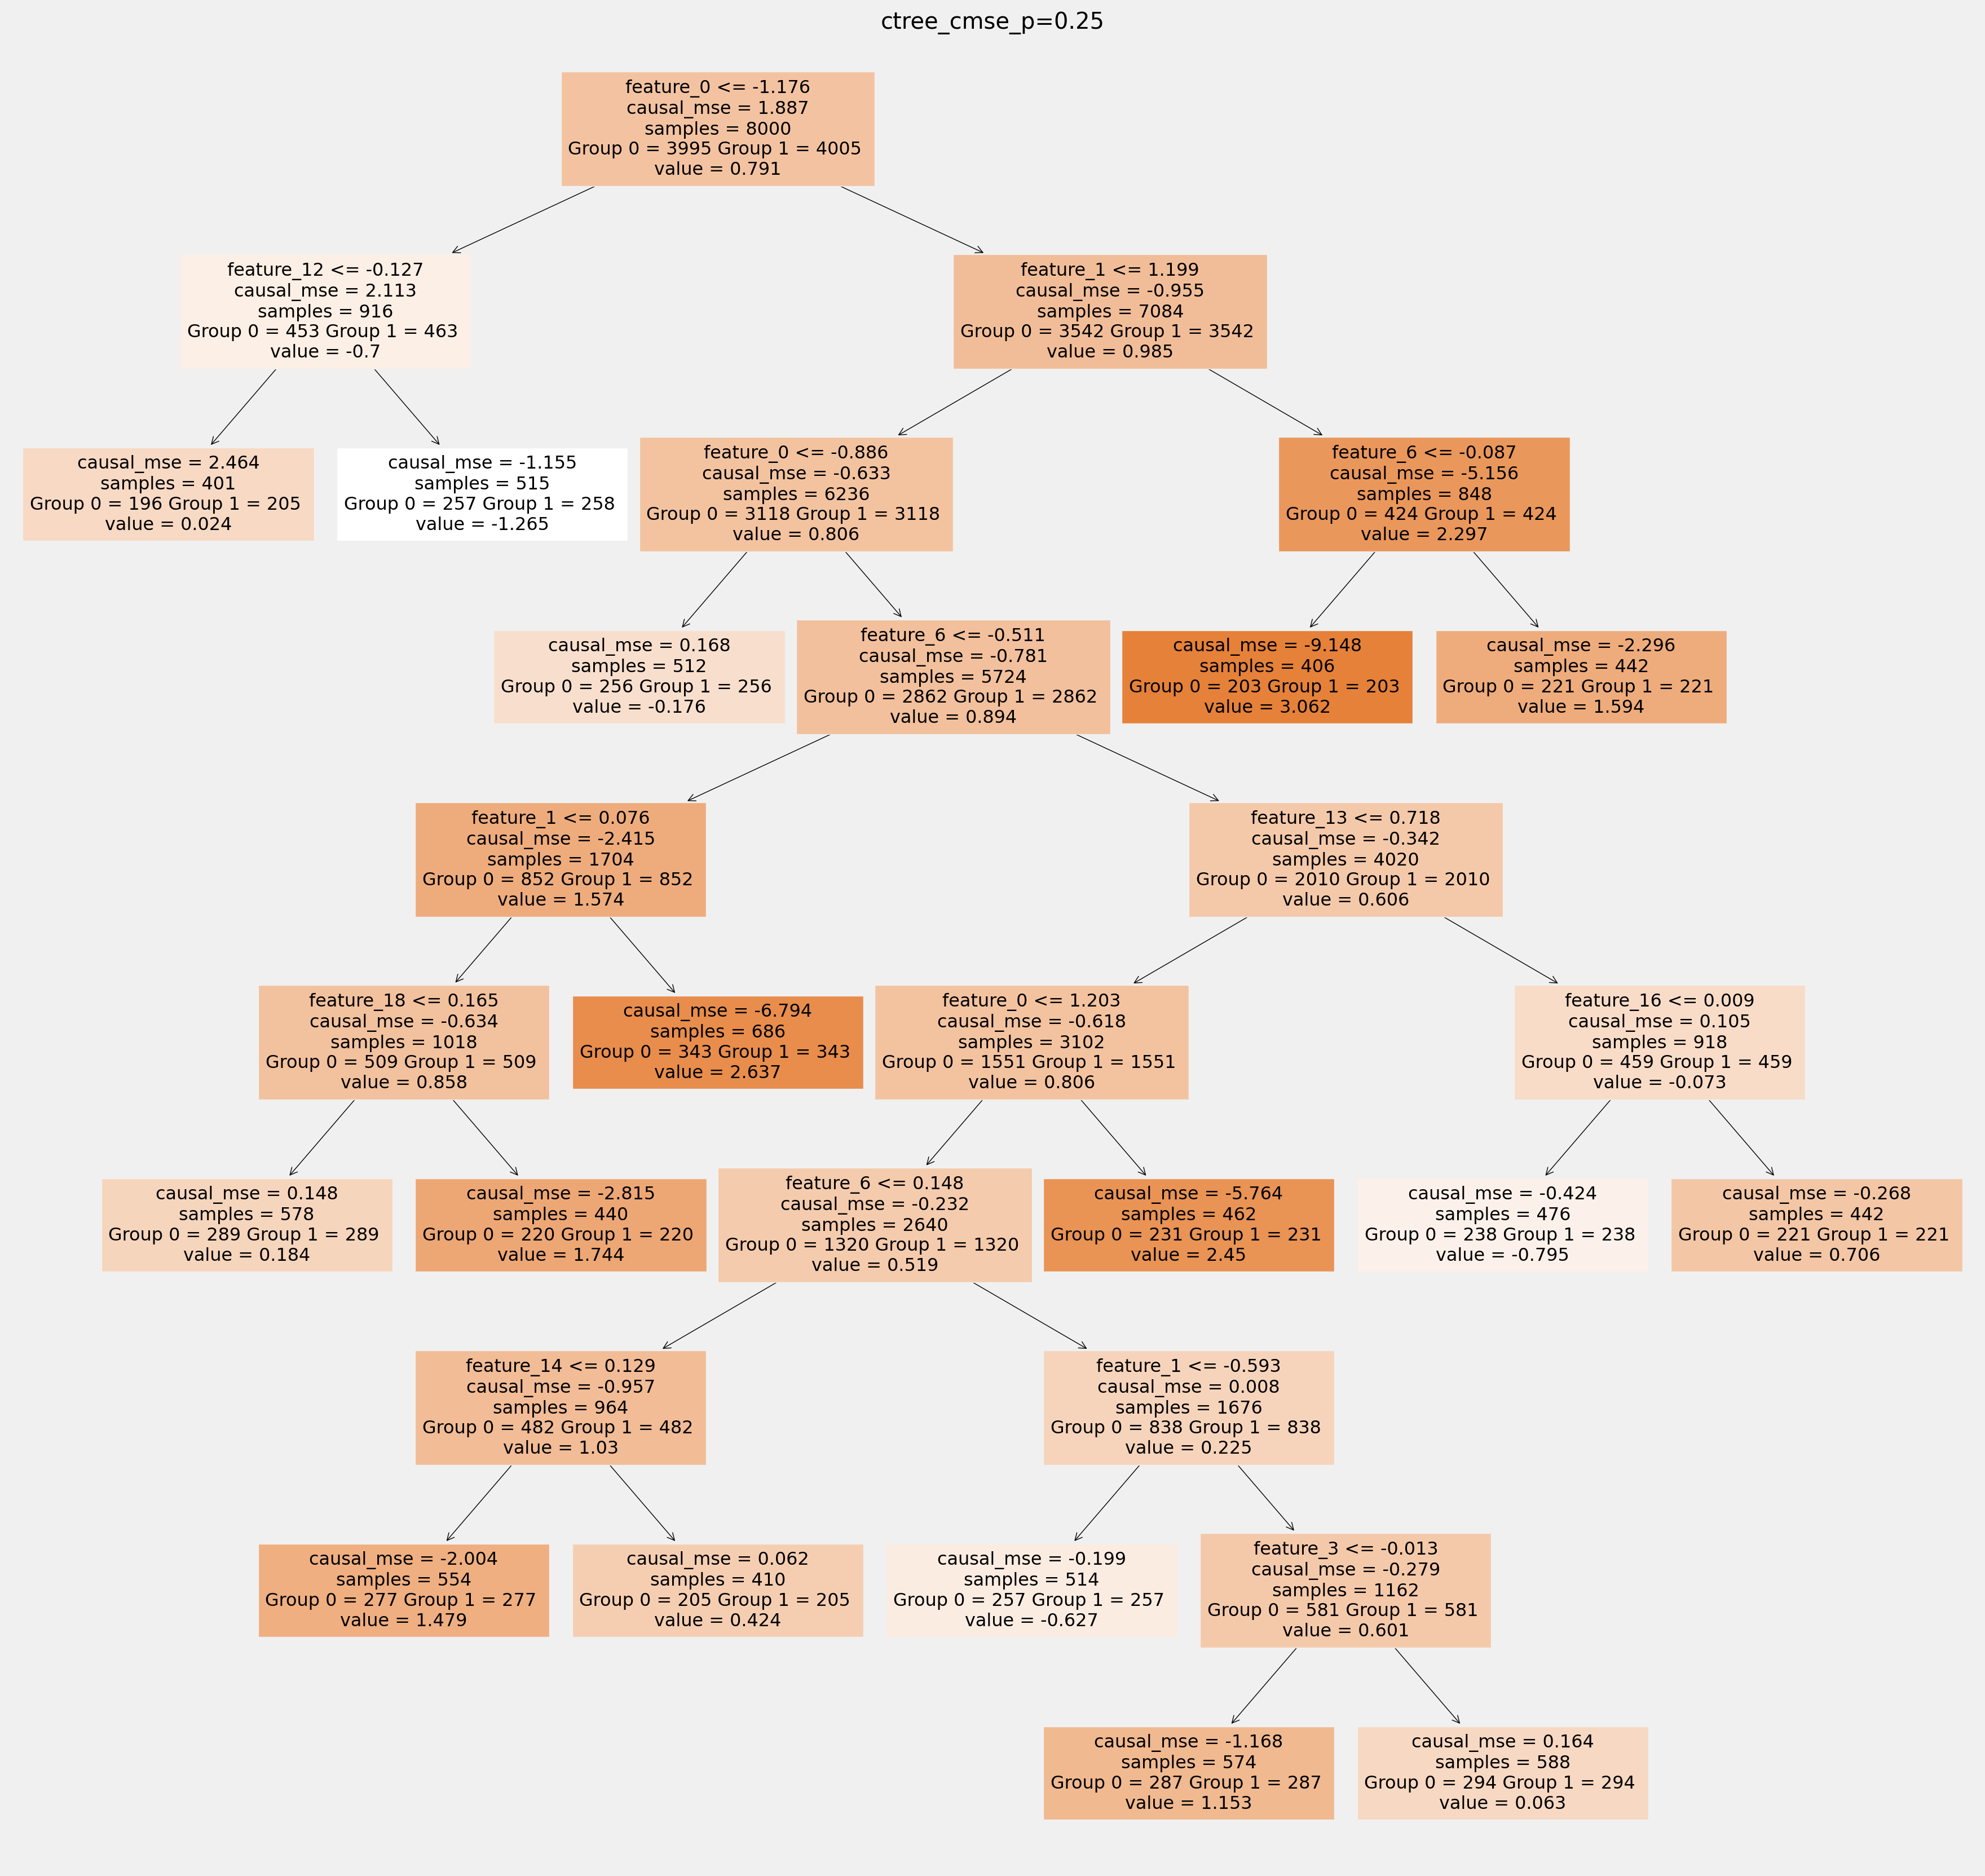 ctree_cmse_p=0.25
feature_0 <= -1.176
causal_mse = 1.887
samples = 8000
Group 0 = 3995 Group 1 = 4005
value = 0.791
feature_12 <= -0.127
causal_mse = 2.113
samples = 916
Group 0 = 453 Group 1 = 463
value = -0.7
feature_1 <= 1.199
causal_mse = -0.955
samples = 7084
Group 0 = 3542 Group 1 = 3542
value = 0.985
causal_mse = 2.464
samples = 401
Group 0 = 196 Group 1 = 205
value = 0.024
causal_mse = -1.155
samples = 515
Group 0 = 257 Group 1 = 258
value = -1.265
feature_0 <= -0.886
causal_mse = -0.633
samples = 6236
Group 0 = 3118 Group 1 = 3118
value = 0.806
feature_6 <= -0.087
causal_mse = -5.156
samples = 848
Group 0 = 424 Group 1 = 424
value = 2.297
causal_mse = 0.168
samples = 512
Group 0 = 256 Group 1 = 256
value = -0.176
feature_6 <= -0.511
causal_mse = -0.781
samples = 5724
Group 0 = 2862 Group 1 = 2862
value = 0.894
causal_mse = -9.148
samples = 406
Group 0 = 203 Group 1 = 203
value = 3.062
causal_mse = -2.296
samples = 442
Group 0 = 221 Group 1 = 221
value = 1.594
feature_1 <= 0.076
causal_mse = -2.415
samples = 1704
Group 0 = 852 Group 1 = 852
value = 1.574
feature_13 <= 0.718
causal_mse = -0.342
samples = 4020
Group 0 = 2010 Group 1 = 2010
value = 0.606
feature_18 <= 0.165
causal_mse = -0.634
samples = 1018
Group 0 = 509 Group 1 = 509
value = 0.858
causal_mse = -6.794
samples = 686
Group 0 = 343 Group 1 = 343
value = 2.637
feature_0 <= 1.203
causal_mse = -0.618
samples = 3102
Group 0 = 1551 Group 1 = 1551
value = 0.806
feature_16 <= 0.009
causal_mse = 0.105
samples = 918
Group 0 = 459 Group 1 = 459
value = -0.073
causal_mse = 0.148
samples = 578
Group 0 = 289 Group 1 = 289
value = 0.184
causal_mse = -2.815
samples = 440
Group 0 = 220 Group 1 = 220
value = 1.744
feature_6 <= 0.148
causal_mse = -0.232
samples = 2640
Group 0 = 1320 Group 1 = 1320
value = 0.519
causal_mse = -5.764
samples = 462
Group 0 = 231 Group 1 = 231
value = 2.45
causal_mse = -0.424
samples = 476
Group 0 = 238 Group 1 = 238
value = -0.795
causal_mse = -0.268
samples = 442
Group 0 = 221 Group 1 = 221
value = 0.706
feature_14 <= 0.129
causal_mse = -0.957
samples = 964
Group 0 = 482 Group 1 = 482
value = 1.03
feature_1 <= -0.593
causal_mse = 0.008
samples = 1676
Group 0 = 838 Group 1 = 838
value = 0.225
causal_mse = -2.004
samples = 554
Group 0 = 277 Group 1 = 277
value = 1.479
causal_mse = 0.062
samples = 410
Group 0 = 205 Group 1 = 205
value = 0.424
causal_mse = -0.199
samples = 514
Group 0 = 257 Group 1 = 257
value = -0.627
feature_3 <= -0.013
causal_mse = -0.279
samples = 1162
Group 0 = 581 Group 1 = 581
value = 0.601
causal_mse = -1.168
samples = 574
Group 0 = 287 Group 1 = 287
value = 1.153
causal_mse = 0.164
samples = 588
Group 0 = 294 Group 1 = 294
value = 0.063